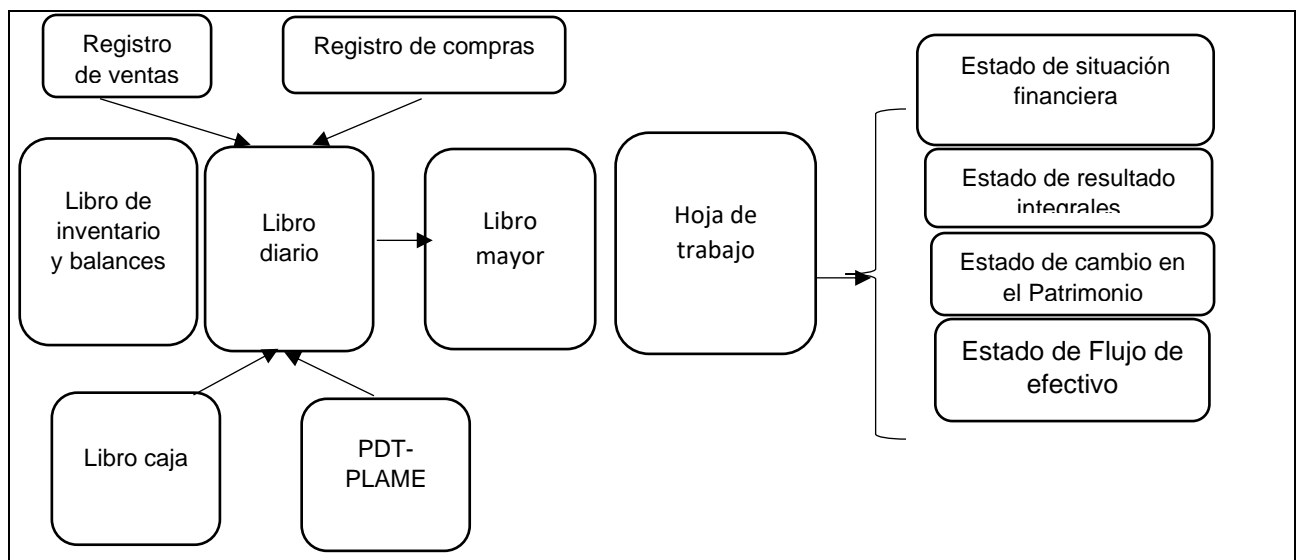 Registro
de ventas
Registro de compras
Estado de situación
financiera
Libro de
inventario
y balances
Libro
diario
Libro
mayor
Hoja de
trabajo
Estado de resultado
integrales
Estado de cambio en
el Patrimonio
Estado de Flujo de
efectivo
Libro caja
PDT-
PLAME